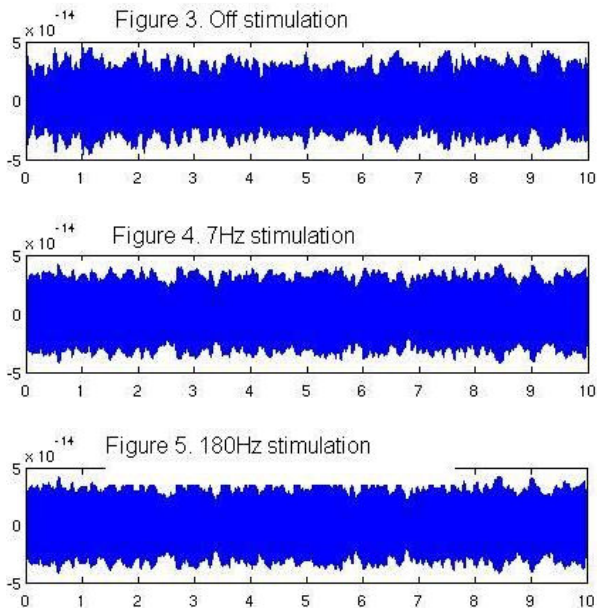 Figure 3. Off stimulation
5 x 10 -14
0
-5
0 1 2 3 4 5 6 7 8 9 10
Figure 4. 7Hz stimulation
5 x 10 -14
0
-5
0 1 2 3 4 5 6 7 8 9 10
Figure 5. 180Hz stimulation
5 x 10 -14
0
-5
0 1 2 3 4 5 6 7 8 9 10